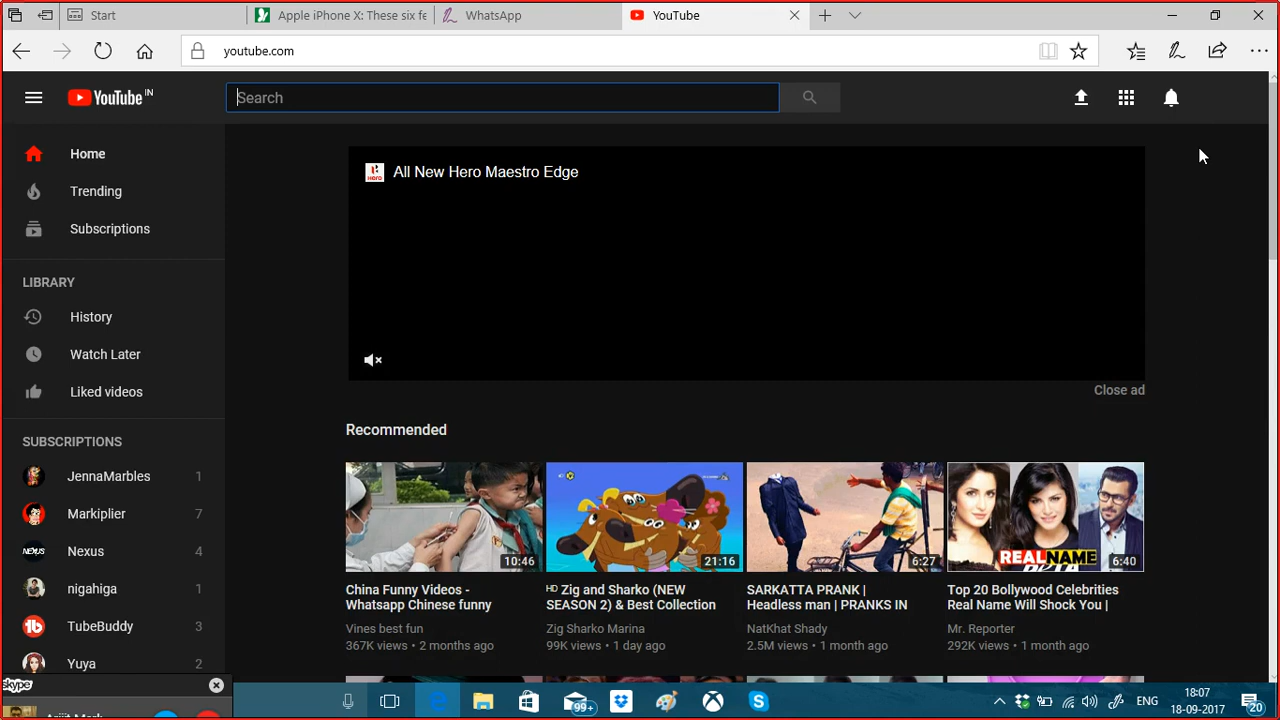 Start
Apple iPhone X: These six fe
WhatsApp
YouTube
youtube.com
YouTube IN
Search
Home
Trending
Subscriptions
LIBRARY
History
Watch Later
Liked videos
SUBSCRIPTIONS
JennaMarbles 1
Markiplier 7
NEXUS
Nexus 4
nigahiga 1
TubeBuddy 3
Yuya 2
skype
Hero
All New Hero Maestro Edge
Close ad
Recommended
10:46
21:16
6:27
REAL NAME
6:40
China Funny Videos -
Whatsapp Chinese funny
Vines best fun
367K views • 2 months ago
HD Zig and Sharko (NEW
SEASON 2) & Best Collection
Zig Sharko Marina
99K views • 1 day ago
SARKATTA PRANK |
Headless man | PRANKS IN
NatKhat Shady
2.5M views • 1 month ago
Top 20 Bollywood Celebrities
Real Name Will Shock You |
Mr. Reporter
292K views • 1 month ago
99+
ENG
18:07
18-09-2017
20